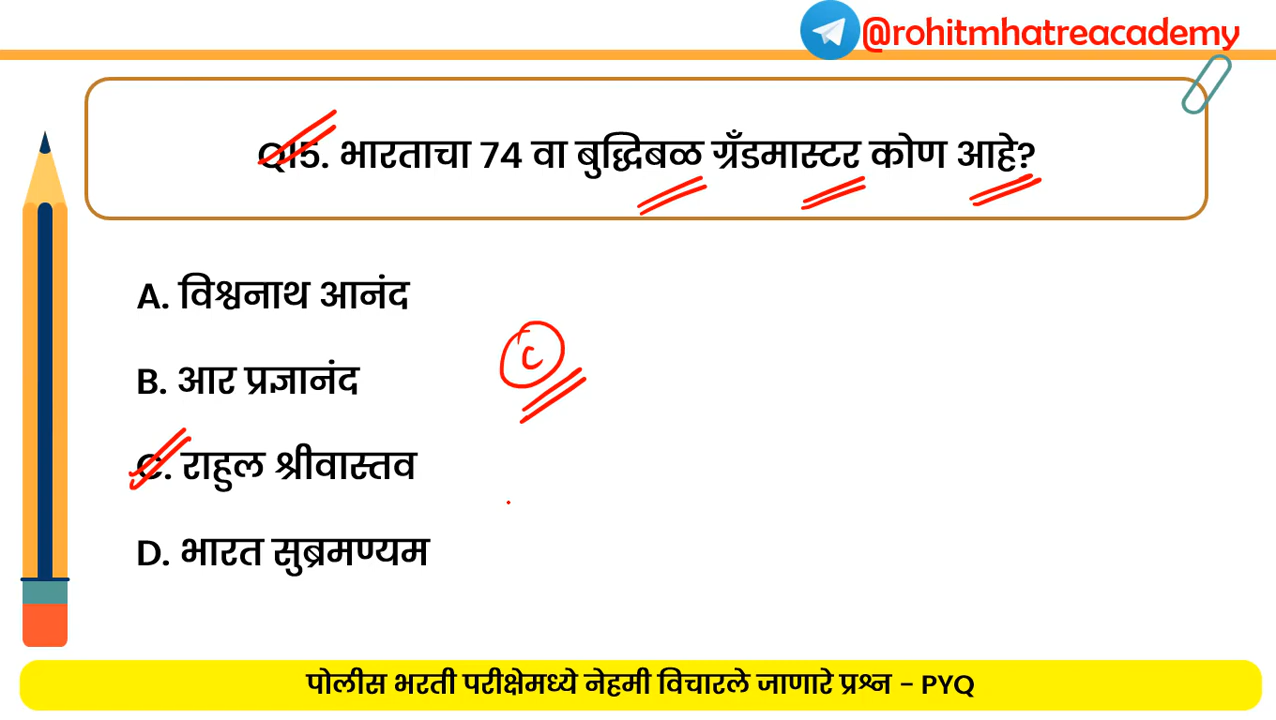 @rohitmhatreacademy
Q15. भारताचा 74 वा बुद्धिबळ ग्रँडमास्टर कोण आहे?
A. विश्वनाथ आनंद
B. आर प्रज्ञानंद
C
C. राहुल श्रीवास्तव
D. भारत सुब्रमण्यम
पोलीस भरती परीक्षेमध्ये नेहमी विचारले जाणारे प्रश्न - PYQ